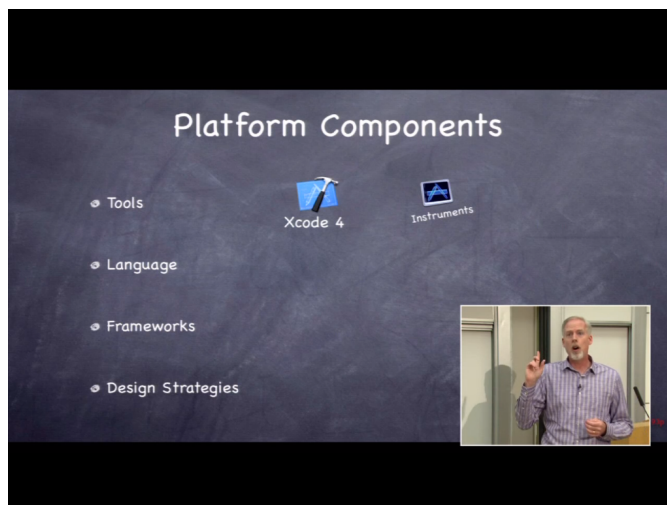 Platform Components
Tools
Xcode 4
Instruments
Language
Frameworks
Design Strategies